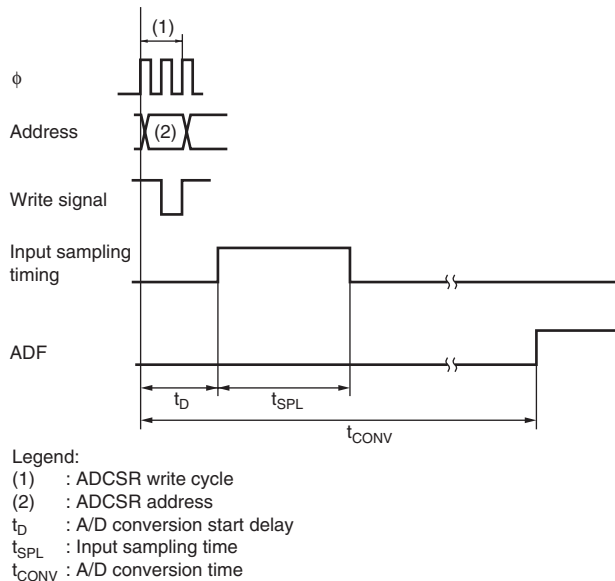 (1)
ϕ
Address
(2)
Write signal
Input sampling
timing
ADF
tD
tSPL
tCONV
Legend:
(1) : ADCSR write cycle
(2) : ADCSR address
tD : A/D conversion start delay
tSPL : Input sampling time
tCONV : A/D conversion time